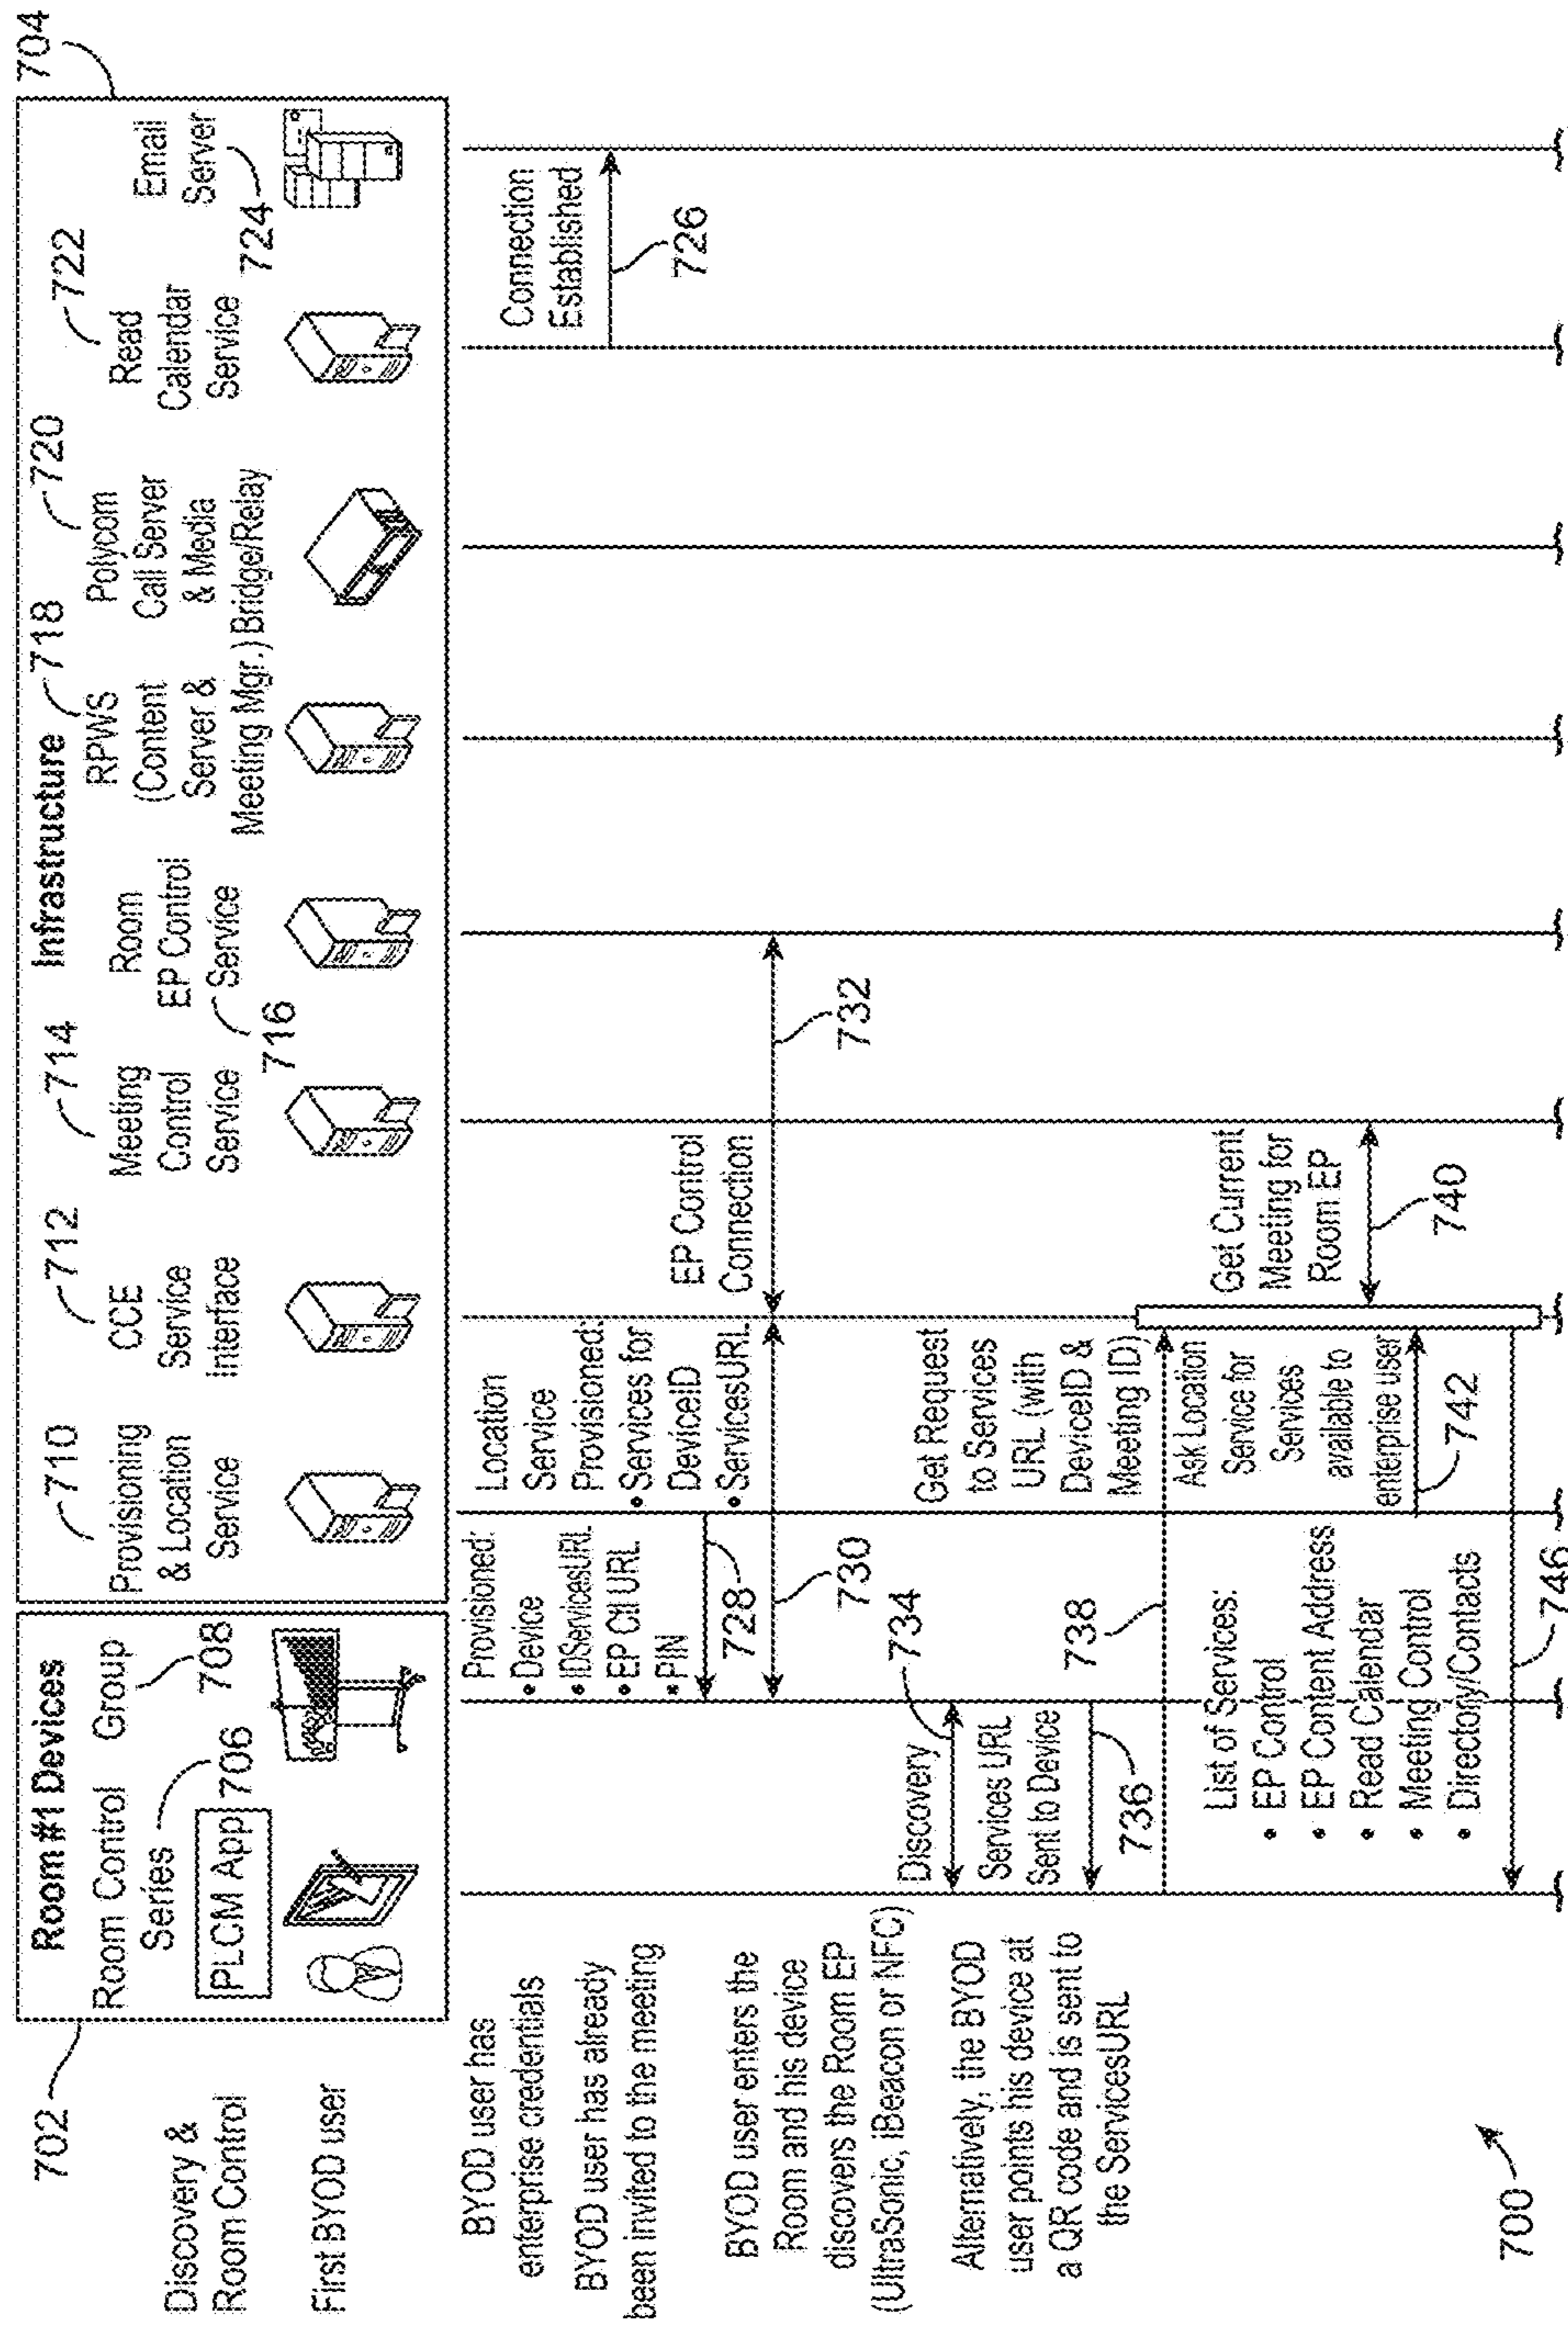 702
Room #1 Devices
Room Control
Series
706
Group
708
PLCM App
Infrastructure
704
710
Provisioning
& Location
Service
712
CCE
Service
Interface
714
Meeting
Control
Service
716
Room
EP Control
Service
718
RPWS
(Content
Server &
Meeting Mgr.)
720
Polycom
Call Server
& Media
Bridge/Relay
722
Read
Calendar
Service
724
Email
Server
Discovery &
Room Control
First BYOD user
BYOD user has
enterprise credentials
BYOD user has already
been invited to the meeting
BYOD user enters the
Room and his device
discovers the Room EP
(UltraSonic, iBeacon or NFC)
Alternatively, the BYOD
user points his device at
a QR code and is sent to
the ServicesURL
Connection
Established
726
Provisioned:
• Device
• IDServicesURL
• EP Ctl URL
• PIN
728
Location
Service
Provisioned:
• Services for
DeviceID
• ServicesURL
730
EP Control
Connection
732
Discovery
734
Services URL
Sent to Device
736
Get Request
to Services
URL (with
DeviceID &
Meeting ID)
738
Get Current
Meeting for
Room EP
740
Ask Location
Service for
Services
available to
enterprise user
742
List of Services:
• EP Control
• EP Content Address
• Read Calendar
• Meeting Control
• Directory/Contacts
746
700